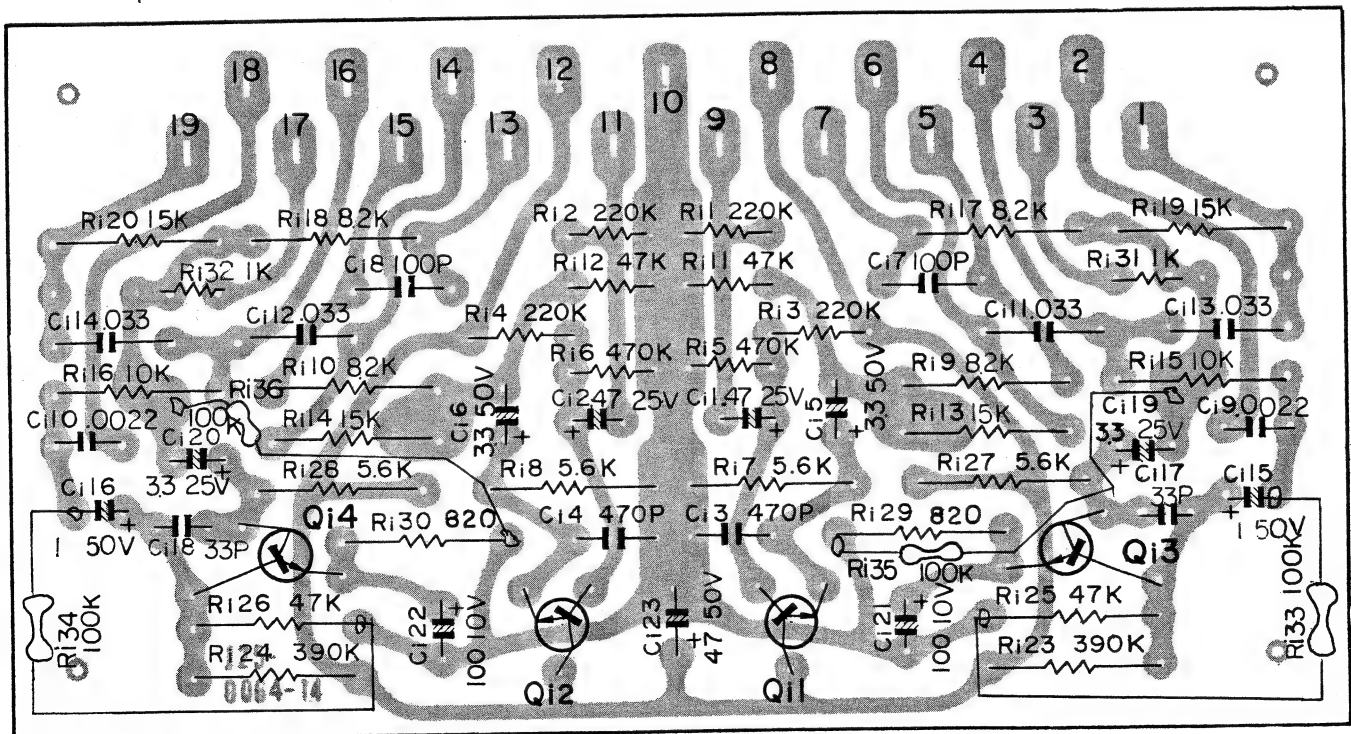 18 16 14 12 10 8 6 4 2
19 17 15 13 11 9 7 5 3 1
Ri20 15K Ri18 8.2K Ri2 220K Ri1 220K Ri17 8.2K Ri19 15K
Ri32 1K Ci8 100P Ri12 47K Ri11 47K Ci7 100P Ri31 1K
Ci14 .033 Ci12 .033 Ri4 220K Ri3 220K Ci11 .033 Ci13 .033
Ri16 10K Ri36 100K Ri10 82K Ri6 470K Ri5 470K Ri9 82K Ri15 10K
Ci10 .0022 Ri14 15K Ci6 3.3 50V Ci2 .47 25V Ci1 .47 25V Ci5 3.3 50V Ri13 15K Ci19 3.3 25V Ci9 .0022
Ci20 3.3 25V Ri28 5.6K Ri8 5.6K Ri7 5.6K Ri27 5.6K Ci17 33P Ci15 1 50V
Ci16 1 50V Ci18 33P Qi4 Ri30 820 Ci4 470P Ci3 470P Ri29 820 Ri35 100K Qi3
Ri34 100K Ri26 47K Ci22 100 10V Ci23 47 50V Ci21 100 10V Ri25 47K Ri33 100K
Ri24 390K Qi2 Qi1 Ri23 390K
0064-14